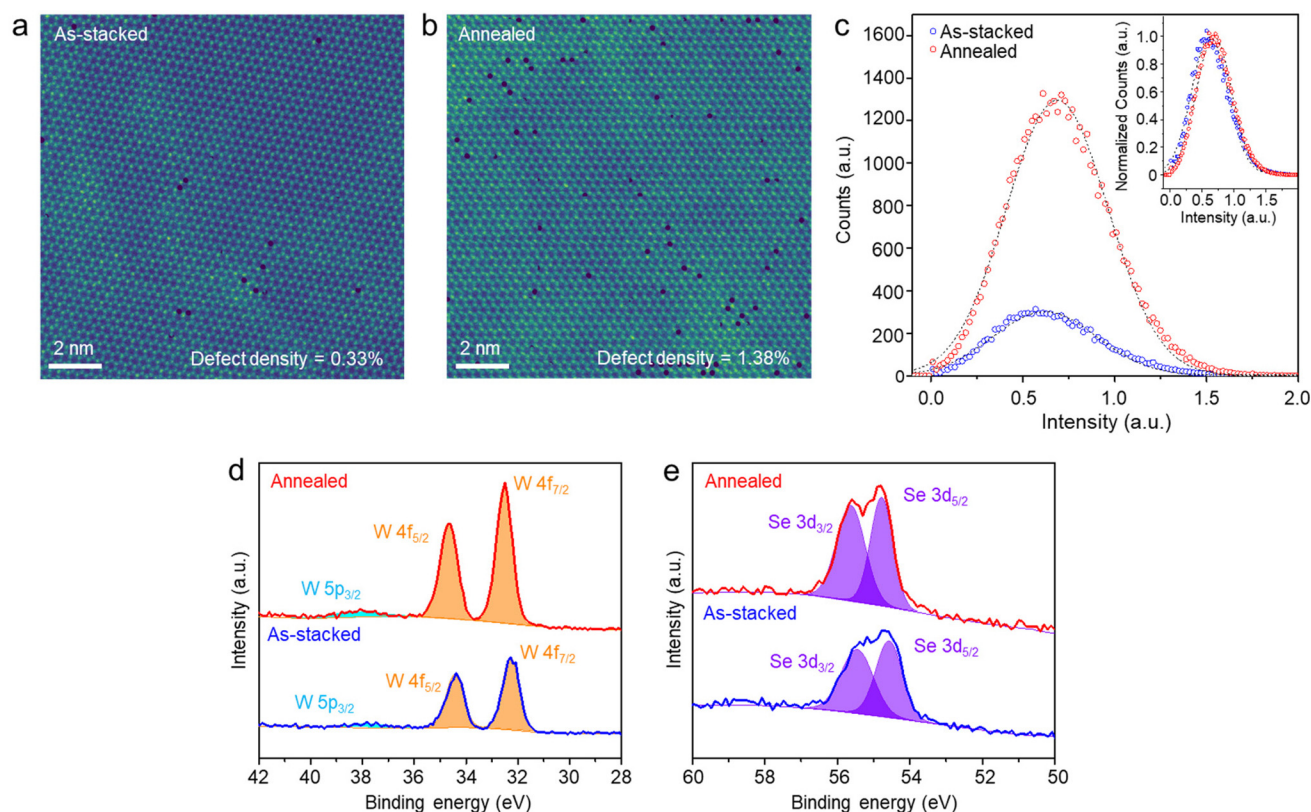 a
As-stacked
2 nm
Defect density = 0.33%
b
Annealed
2 nm
Defect density = 1.38%
c
As-stacked
Annealed
Counts (a.u.)
1600
1400
1200
1000
800
600
400
200
0
0.0
0.5
1.0
1.5
2.0
Intensity (a.u.)
Normalized Counts (a.u.)
1.0
0.8
0.6
0.4
0.2
0
0.0 0.5 1.0 1.5
Intensity (a.u.)
d
Annealed
W 4f7/2
W 4f5/2
W 5p3/2
As-stacked
W 4f7/2
W 4f5/2
W 5p3/2
Intensity (a.u.)
42 40 38 36 34 32 30 28
Binding energy (eV)
e
Annealed
Se 3d5/2
Se 3d3/2
As-stacked
Se 3d5/2
Se 3d3/2
Intensity (a.u.)
60 58 56 54 52 50
Binding energy (eV)